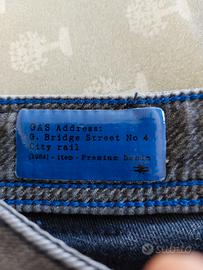 GAS Address:
G. Bridge Street No 4
City rail
(1984) - Item - Premium Denim
Subito